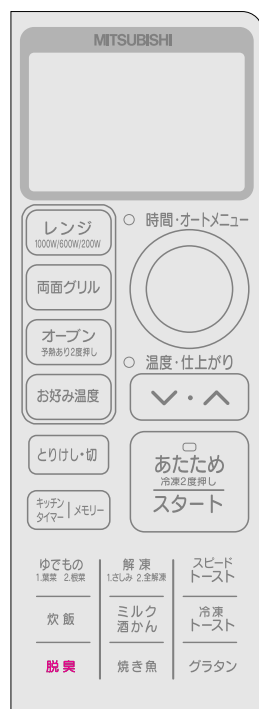 MITSUBISHI
レンジ
1000W/600W/200W
両面グリル
オーブン
予熱あり2度押し
お好み温度
とりけし・切
キッチン
タイマー | メモリー
時間・オートメニュー
温度・仕上がり
あたため
冷凍2度押し
スタート
ゆでもの
1.葉菜 2.根菜
解凍
1.さしみ 2.全解凍
スピード
トースト
炊飯
ミルク
酒かん
冷凍
トースト
脱臭
焼き魚
グラタン